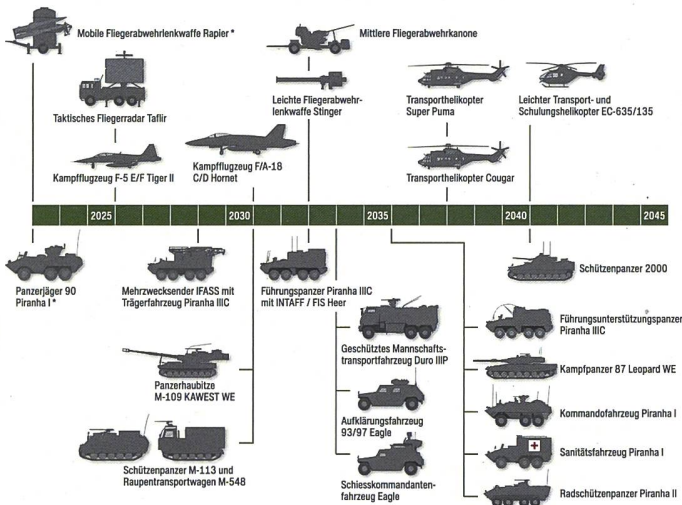 Mobile Fliegerabwehrlenkwaffe Rapier *
Mittlere Fliegerabwehrkanone
Taktisches Fliegerradar Taflir
Leichte Fliegerabwehr-
lenkwaffe Stinger
Transporthelikopter
Super Puma
Leichter Transport- und
Schulungshelikopter EC-635/135
Kampfflugzeug F-5 E/F Tiger II
Kampfflugzeug F/A-18
C/D Hornet
Transporthelikopter Cougar
2025
2030
2035
2040
2045
Panzerjäger 90
Piranha I *
Mehrzwecksender IFASS mit
Trägerfahrzeug Piranha IIIC
Führungspanzer Piranha IIIC
mit INTAFF / FIS Heer
Schützenpanzer 2000
Geschütztes Mannschafts-
transportfahrzeug Duro IIIP
Führungsunterstützungspanzer
Piranha IIIC
Panzerhaubitze
M-109 KAWEST WE
Kampfpanzer 87 Leopard WE
Aufklärungsfahrzeug
93/97 Eagle
Kommandofahrzeug Piranha I
Schützenpanzer M-113 und
Raupentransportwagen M-548
Schiesskommandanten-
fahrzeug Eagle
Sanitätsfahrzeug Piranha I
Radschützenpanzer Piranha II